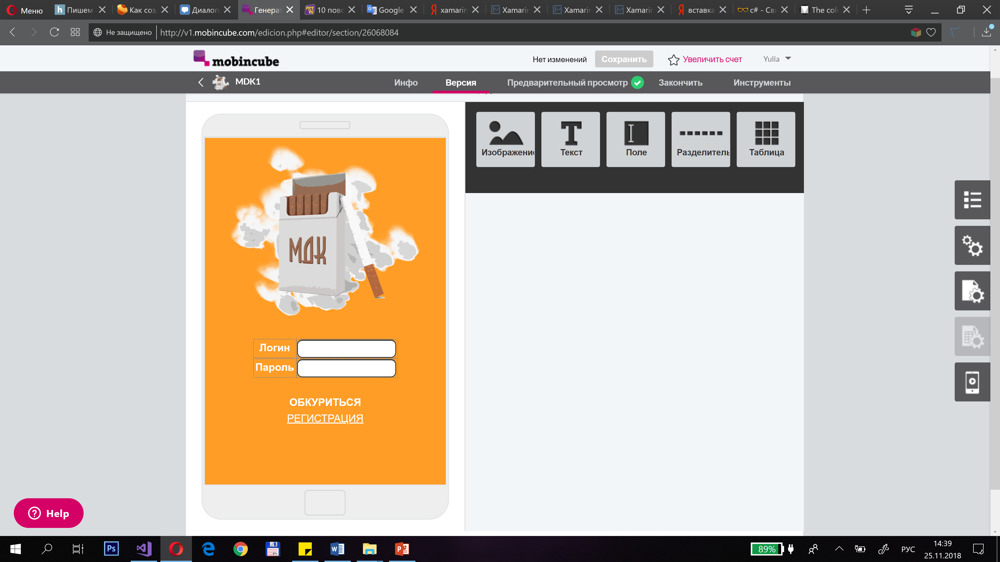 Меню
Пишем
Как соз
Диалог
Генерат
10 пово
Google
xamarin
Xamarin
Xamarin
Xamarin
вставка
c# - Свя
The colo
Не защищено
http://v1.mobincube.com/edicion.php#editor/section/26068084
mobincube
Нет изменений
Сохранить
Увеличить счет
Yulia
MDK1
Инфо
Версия
Предварительный просмотр
Закончить
Инструменты
Изображени
Текст
Поле
Разделитель
Таблица
МДК
Логин
Пароль
ОБКУРИТЬСЯ
РЕГИСТРАЦИЯ
Help
89%
РУС
14:39
25.11.2018